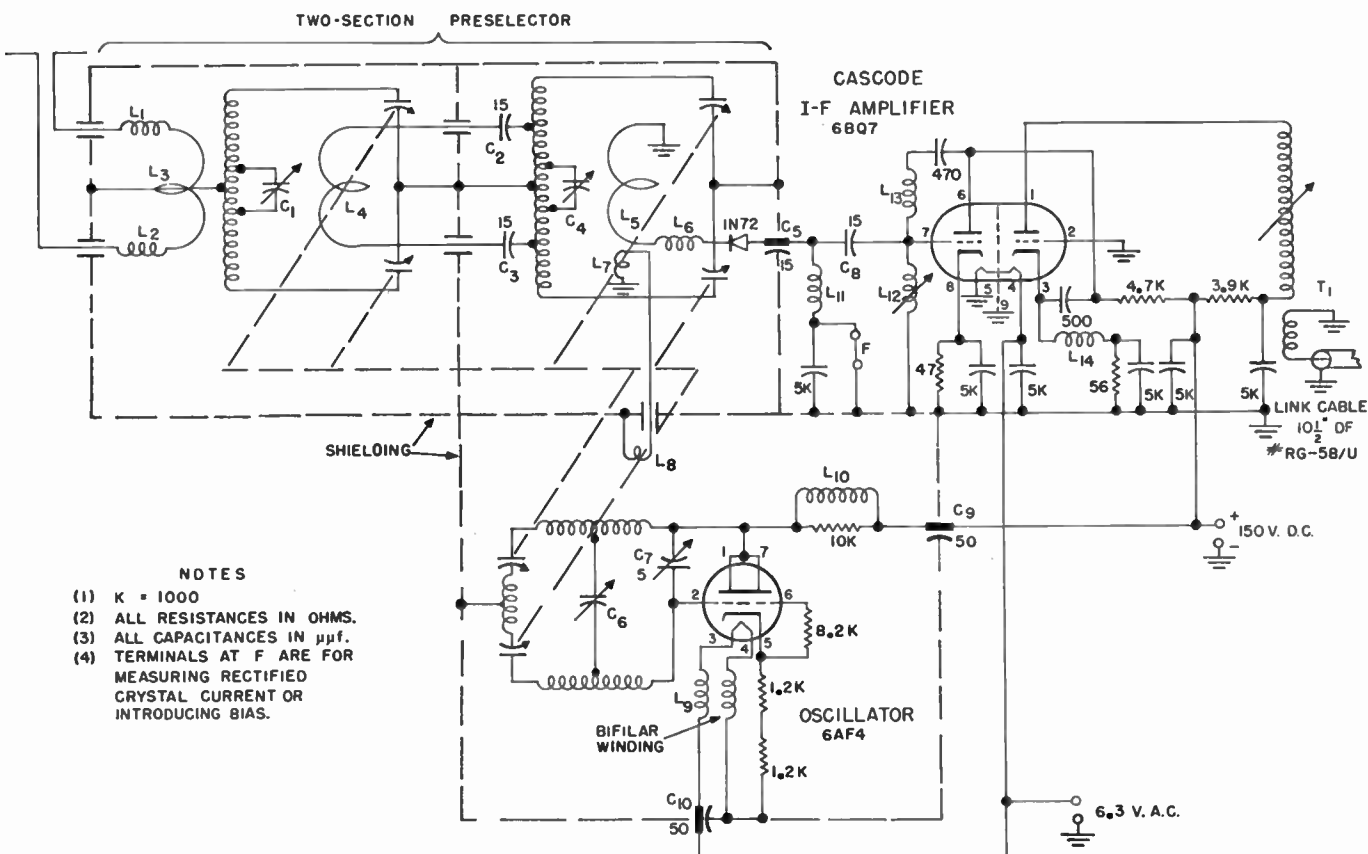 TWO-SECTION PRESELECTOR
L1
L2
L3
C1
L4
15
C2
15
C3
C4
L5
L6
L7
1N72
C5
15
CASCODE
I-F AMPLIFIER
6BQ7
470
L13
15
C8
L11
L12
F
5K
6
1
7
2
8
5
9
4
3
47
5K
5K
500
L14
56
5K
5K
4.7K
3.9K
5K
T1
LINK CABLE
10 1/2" OF
#RG-58/U
SHIELDING
L8
L10
10K
C9
50
+
150 V. D.C.
-
C7
5
C6
1
7
2
6
3
4
5
8.2K
L9
1.2K
1.2K
BIFILAR
WINDING
OSCILLATOR
6AF4
C10
50
6.3 V. A.C.
NOTES
(1) K = 1000
(2) ALL RESISTANCES IN OHMS.
(3) ALL CAPACITANCES IN µµf.
(4) TERMINALS AT F ARE FOR
MEASURING RECTIFIED
CRYSTAL CURRENT OR
INTRODUCING BIAS.